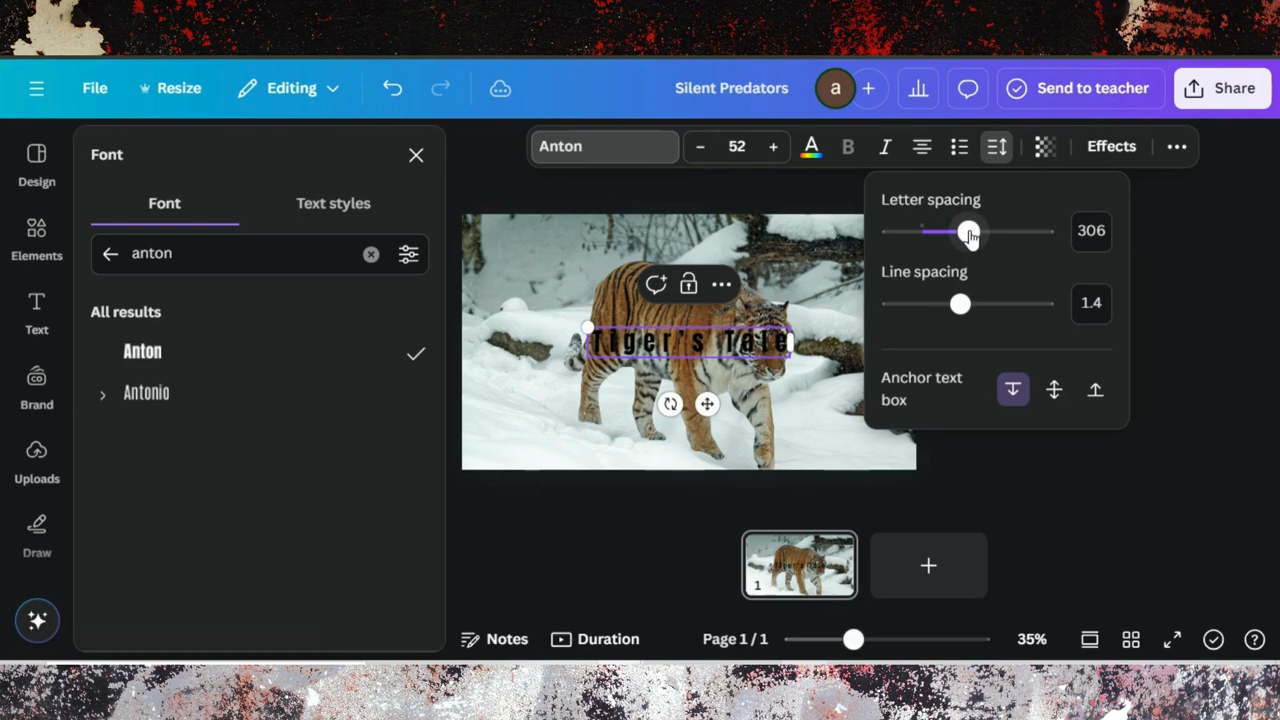 File
Resize
Editing
Silent Predators
a
+
Send to teacher
Share
Design
Elements
Text
Brand
Uploads
Draw
Font
Font
Text styles
anton
All results
Anton
Antonio
Anton
– 52 +
A
B
I
Effects
Letter spacing
306
Line spacing
1.4
Anchor text
box
Tiger's Tale
1
+
Notes
Duration
Page 1 / 1
35%